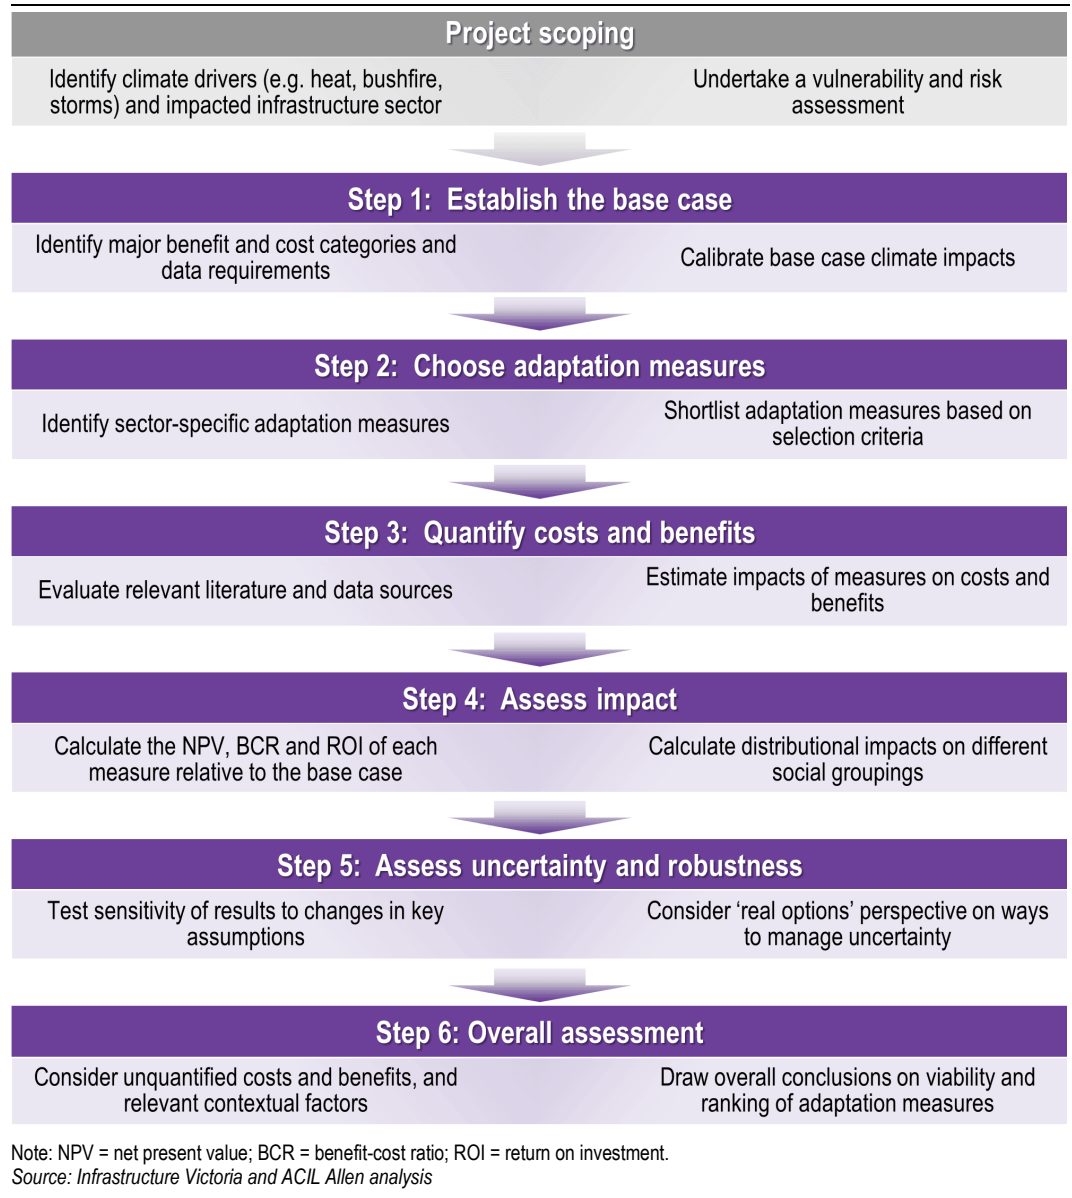 Project scoping
Identify climate drivers (e.g. heat, bushfire,
storms) and impacted infrastructure sector
Undertake a vulnerability and risk
assessment
Step 1:  Establish the base case
Identify major benefit and cost categories and
data requirements
Calibrate base case climate impacts
Step 2:  Choose adaptation measures
Identify sector-specific adaptation measures
Shortlist adaptation measures based on
selection criteria
Step 3:  Quantify costs and benefits
Evaluate relevant literature and data sources
Estimate impacts of measures on costs and
benefits
Step 4:  Assess impact
Calculate the NPV, BCR and ROI of each
measure relative to the base case
Calculate distributional impacts on different
social groupings
Step 5:  Assess uncertainty and robustness
Test sensitivity of results to changes in key
assumptions
Consider ‘real options’ perspective on ways
to manage uncertainty
Step 6: Overall assessment
Consider unquantified costs and benefits, and
relevant contextual factors
Draw overall conclusions on viability and
ranking of adaptation measures
Note: NPV = net present value; BCR = benefit-cost ratio; ROI = return on investment.
Source: Infrastructure Victoria and ACIL Allen analysis